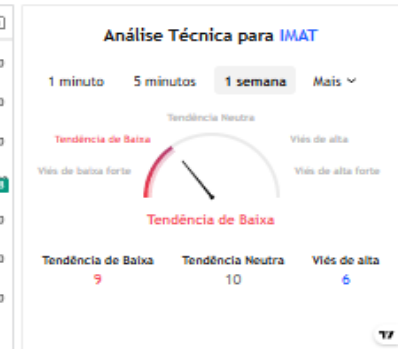 Análise Técnica para IMAT
1 minuto 5 minutos 1 semana Mais
Tendência Neutra
Tendência de Baixa Viés de alta
Viés de baixa forte Viés de alta forte
Tendência de Baixa
Tendência de Baixa Tendência Neutra Viés de alta
9 10 6